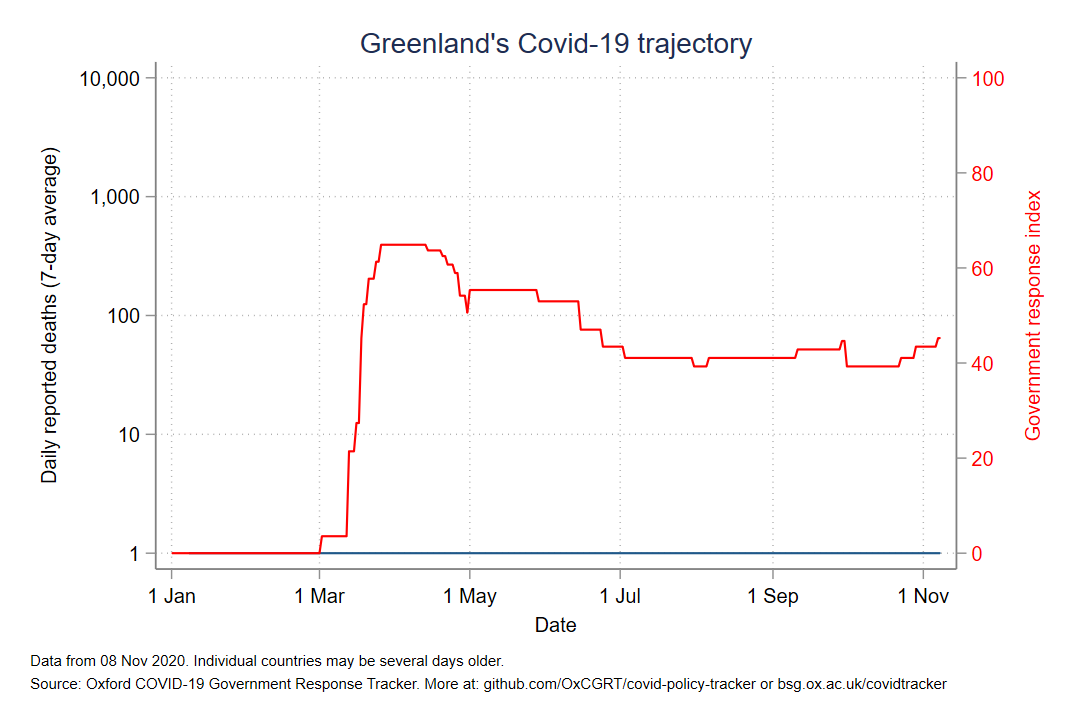 Greenland's Covid-19 trajectory
Daily reported deaths (7-day average)
10,000
1,000
100
10
1
100
80
60
40
20
0
Government response index
1 Jan
1 Mar
1 May
1 Jul
1 Sep
1 Nov
Date
Data from 08 Nov 2020. Individual countries may be several days older.
Source: Oxford COVID-19 Government Response Tracker. More at: github.com/OxCGRT/covid-policy-tracker or bsg.ox.ac.uk/covidtracker